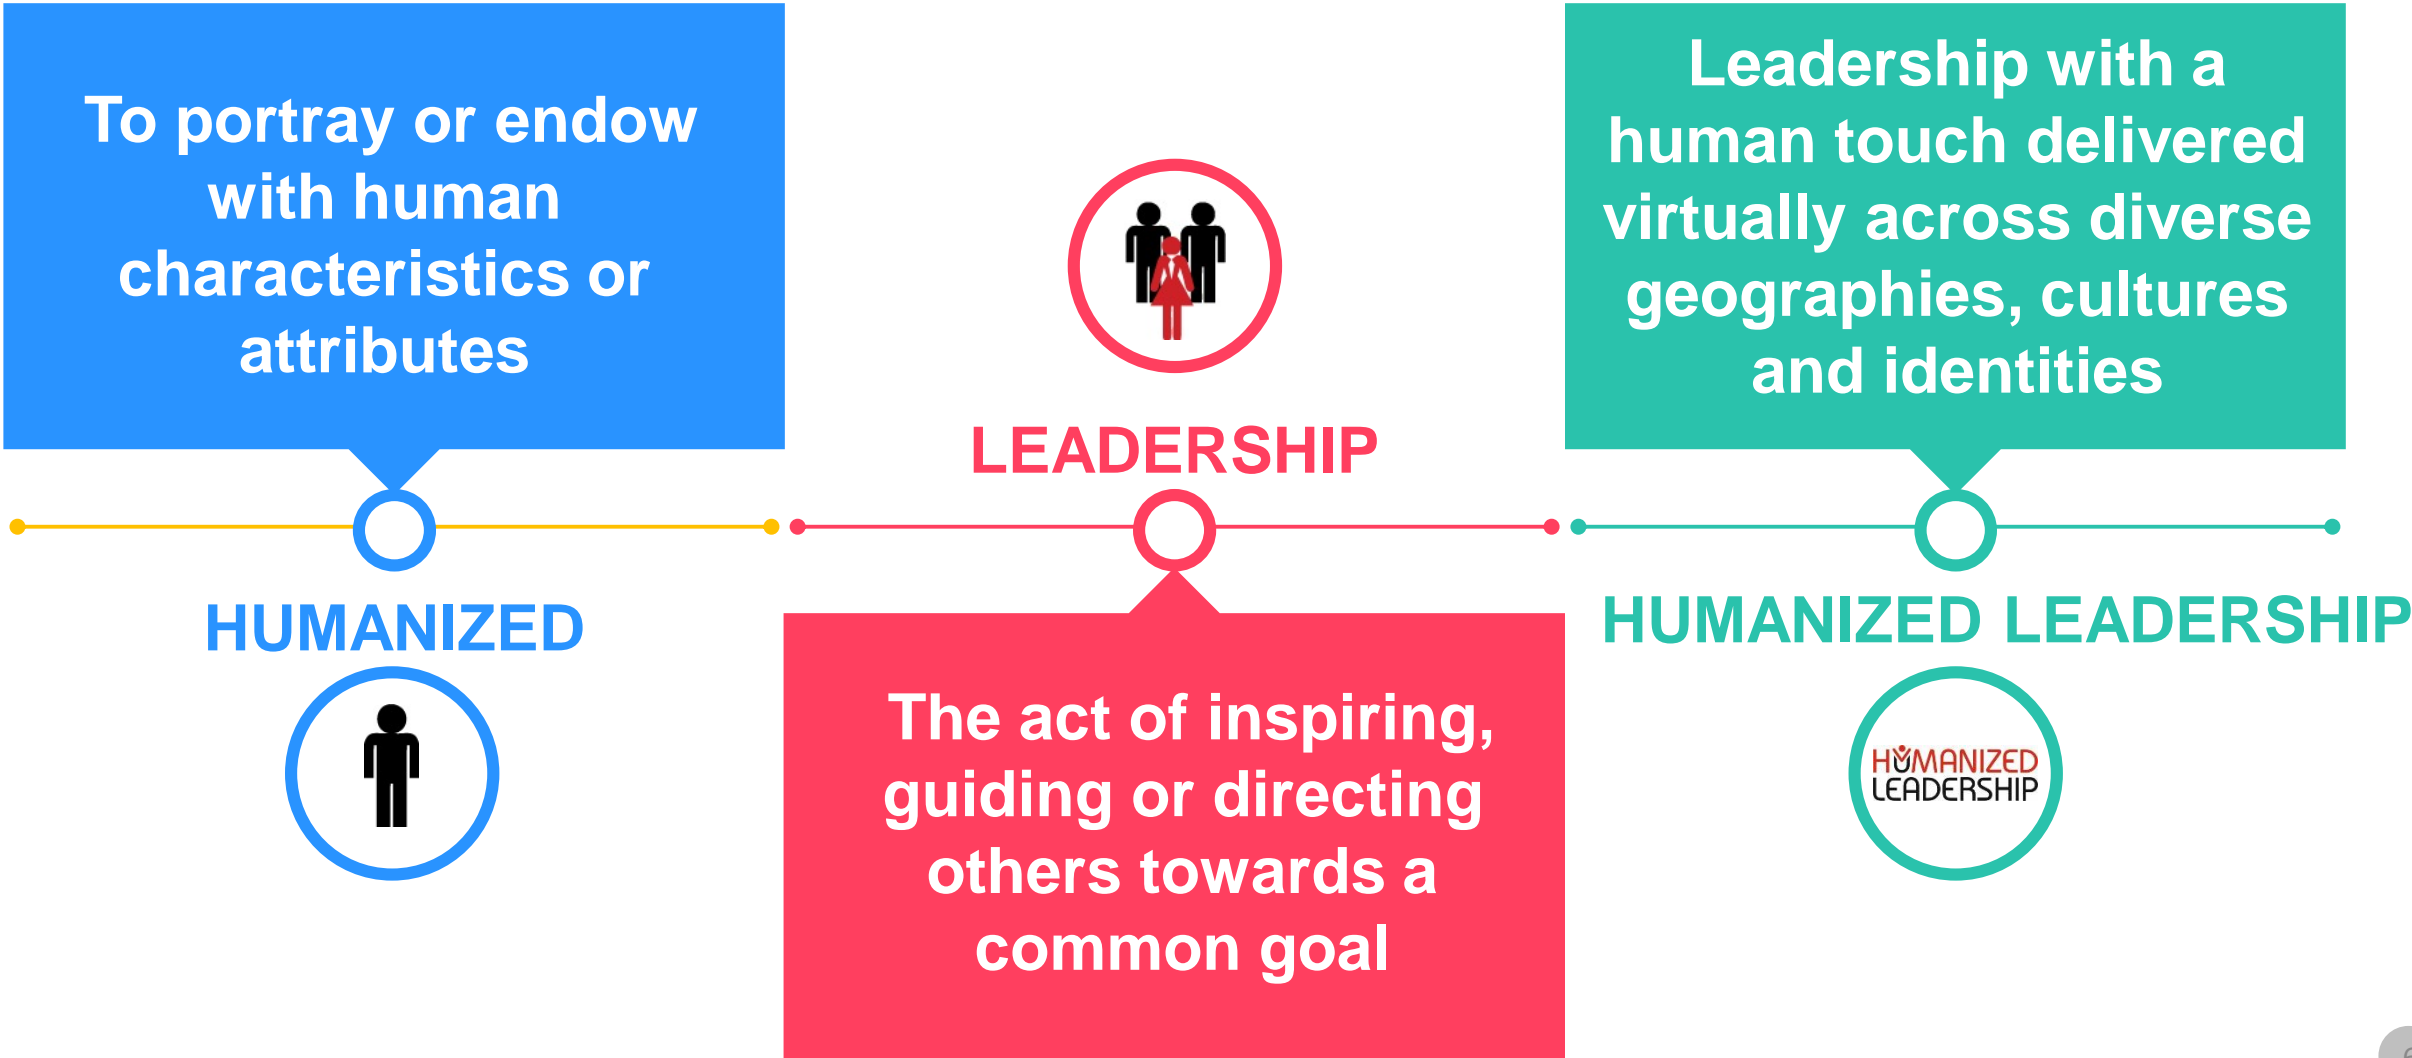 To portray or endow
with human
characteristics or
attributes
HUMANIZED
LEADERSHIP
The act of inspiring,
guiding or directing
others towards a
common goal
Leadership with a
human touch delivered
virtually across diverse
geographies, cultures
and identities
HUMANIZED LEADERSHIP
HUMANIZED
LEADERSHIP